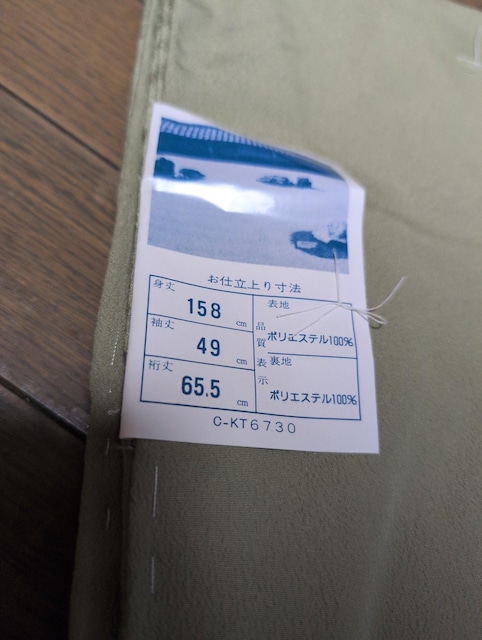 お仕立上り寸法
身丈 158 cm
袖丈 49 cm
裄丈 65.5 cm
品質表示
表地
ポリエステル100%
裏地
ポリエステル100%
C-KT6730